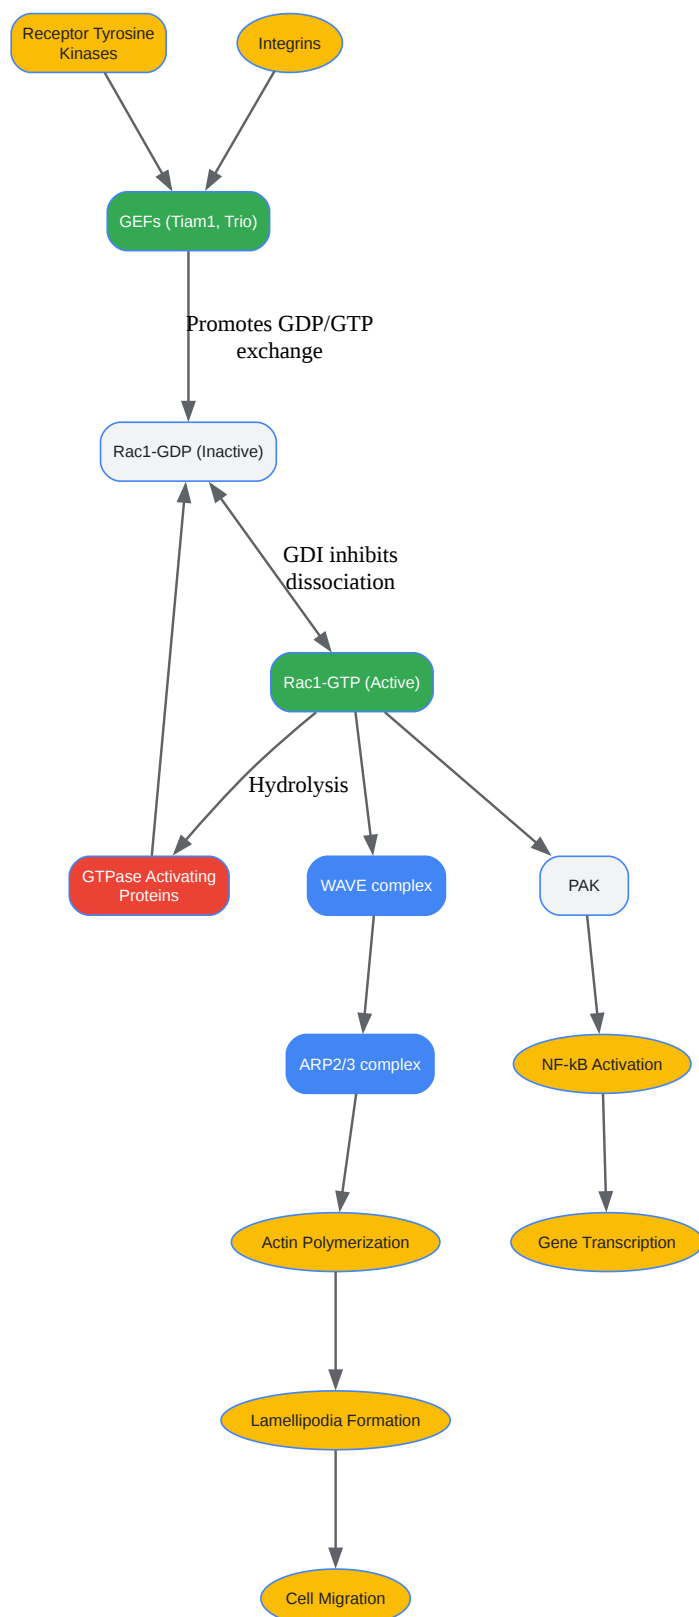 Receptor Tyrosine
Kinases
Integrins
GEFs (Tiam1, Trio)
Promotes GDP/GTP
exchange
Rac1-GDP (Inactive)
GDI inhibits
dissociation
Rac1-GTP (Active)
Hydrolysis
GTPase Activating
Proteins
WAVE complex
PAK
ARP2/3 complex
NF-kB Activation
Actin Polymerization
Gene Transcription
Lamellipodia Formation
Cell Migration